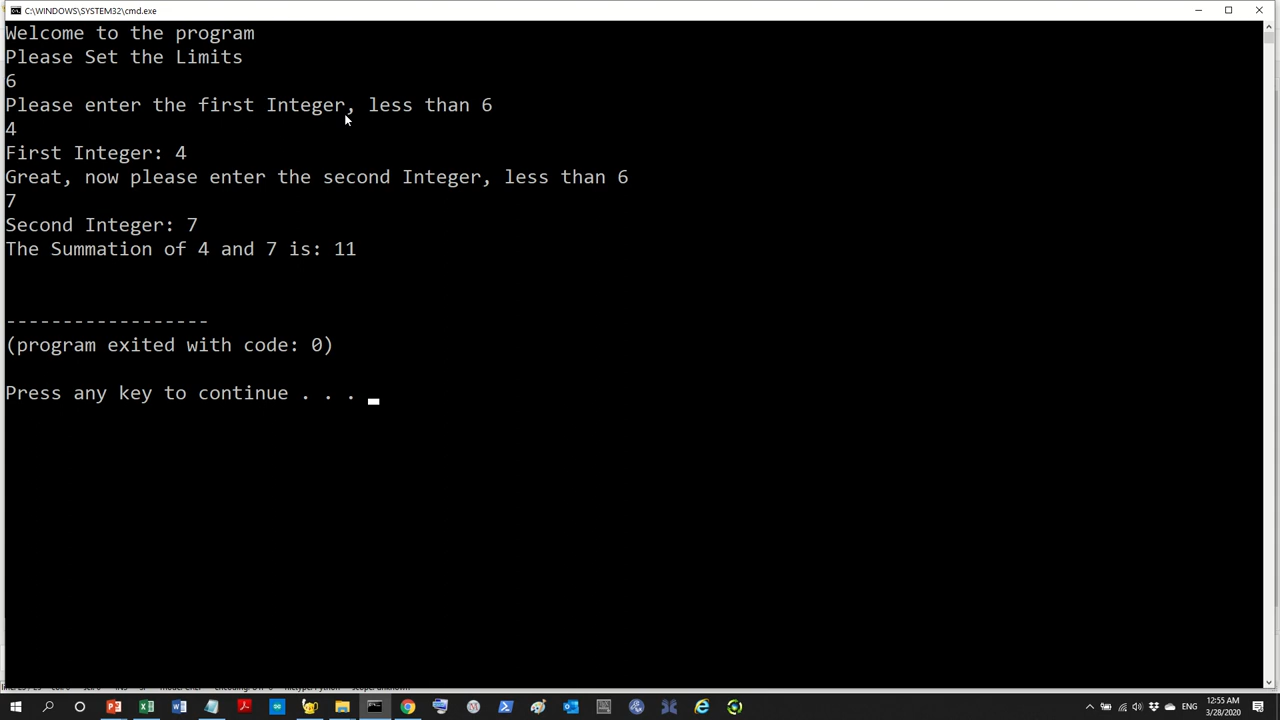 C:\WINDOWS\SYSTEM32\cmd.exe
Welcome to the program
Please Set the Limits
6
Please enter the first Integer, less than 6
4
First Integer: 4
Great, now please enter the second Integer, less than 6
7
Second Integer: 7
The Summation of 4 and 7 is: 11
------------------
(program exited with code: 0)
Press any key to continue . . .
ENG
12:55 AM
3/28/2020